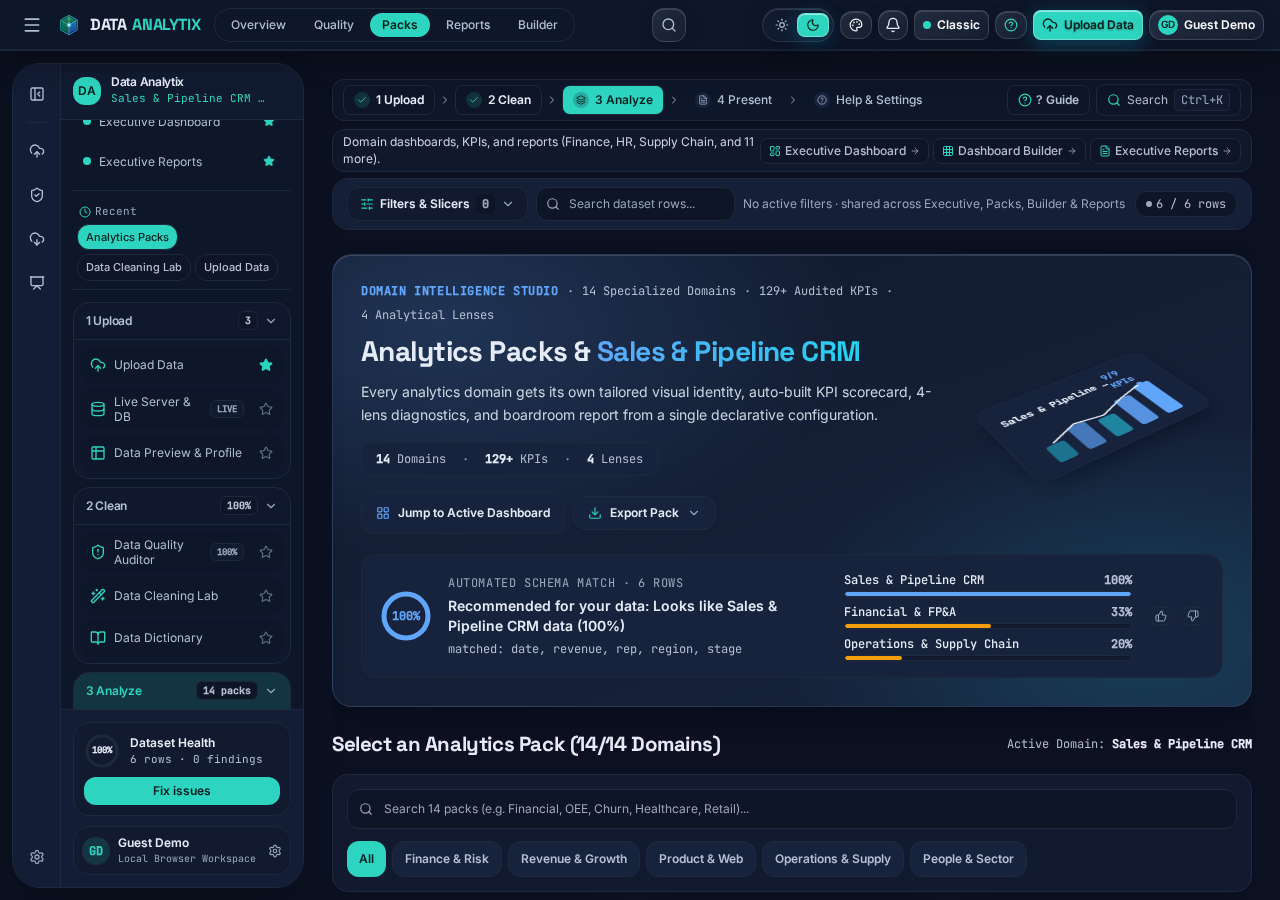 DATA ANALYTIX
Overview
Quality
Packs
Reports
Builder
Classic
Upload Data
GD
Guest Demo
DA
Data Analytix
Sales & Pipeline CRM …
Executive Dashboard
Executive Reports
Recent
Analytics Packs
Data Cleaning Lab
Upload Data
1 Upload
3
Upload Data
Live Server &
DB
LIVE
Data Preview & Profile
2 Clean
100%
Data Quality
Auditor
100%
Data Cleaning Lab
Data Dictionary
3 Analyze
14 packs
100%
Dataset Health
6 rows · 0 findings
Fix issues
GD
Guest Demo
Local Browser Workspace
1 Upload
2 Clean
3 Analyze
4 Present
Help & Settings
? Guide
Search
Ctrl+K
Domain dashboards, KPIs, and reports (Finance, HR, Supply Chain, and 11
more).
Executive Dashboard →
Dashboard Builder →
Executive Reports →
Filters & Slicers
0
Search dataset rows...
No active filters · shared across Executive, Packs, Builder & Reports
6 / 6 rows
DOMAIN INTELLIGENCE STUDIO · 14 Specialized Domains · 129+ Audited KPIs ·
4 Analytical Lenses
Analytics Packs & Sales & Pipeline CRM
Every analytics domain gets its own tailored visual identity, auto-built KPI scorecard, 4-
lens diagnostics, and boardroom report from a single declarative configuration.
14 Domains · 129+ KPIs · 4 Lenses
Jump to Active Dashboard
Export Pack
Sales & Pipeline …
9/9
KPIs
100%
AUTOMATED SCHEMA MATCH · 6 ROWS
Recommended for your data: Looks like Sales &
Pipeline CRM data (100%)
matched: date, revenue, rep, region, stage
Sales & Pipeline CRM
100%
Financial & FP&A
33%
Operations & Supply Chain
20%
Select an Analytics Pack (14/14 Domains)
Active Domain: Sales & Pipeline CRM
Search 14 packs (e.g. Financial, OEE, Churn, Healthcare, Retail)...
All
Finance & Risk
Revenue & Growth
Product & Web
Operations & Supply
People & Sector